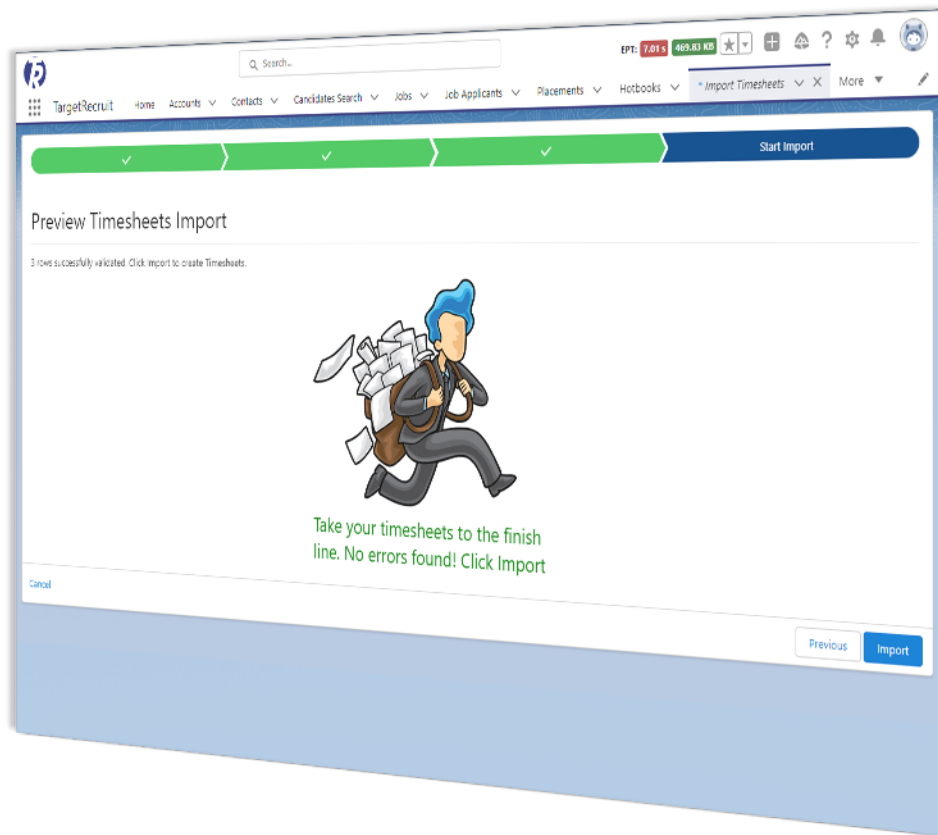 Search...
EPT: 7.01 s 469.83 KB
TargetRecruit Home Accounts Contacts Candidates Search Jobs Job Applicants Placements Hotbooks * Import Timesheets More
Start Import
Preview Timesheets Import
3 rows successfully validated. Click Import to create Timesheets.
Take your timesheets to the finish
line. No errors found! Click Import
Cancel
Previous Import